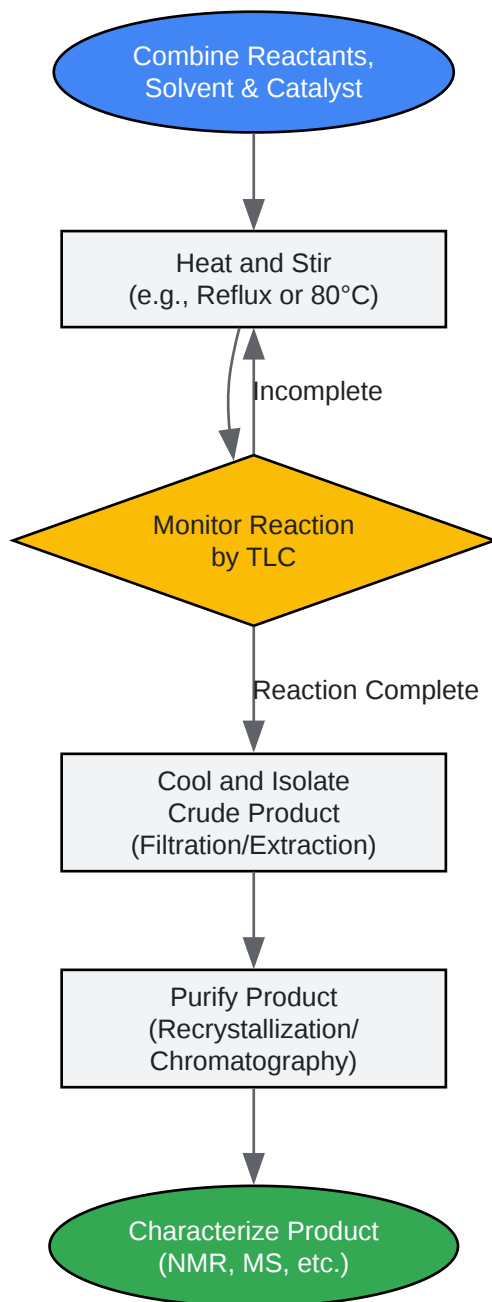 Combine Reactants,
Solvent & Catalyst
Heat and Stir
(e.g., Reflux or 80°C)
Incomplete
Monitor Reaction
by TLC
Reaction Complete
Cool and Isolate
Crude Product
(Filtration/Extraction)
Purify Product
(Recrystallization/
Chromatography)
Characterize Product
(NMR, MS, etc.)